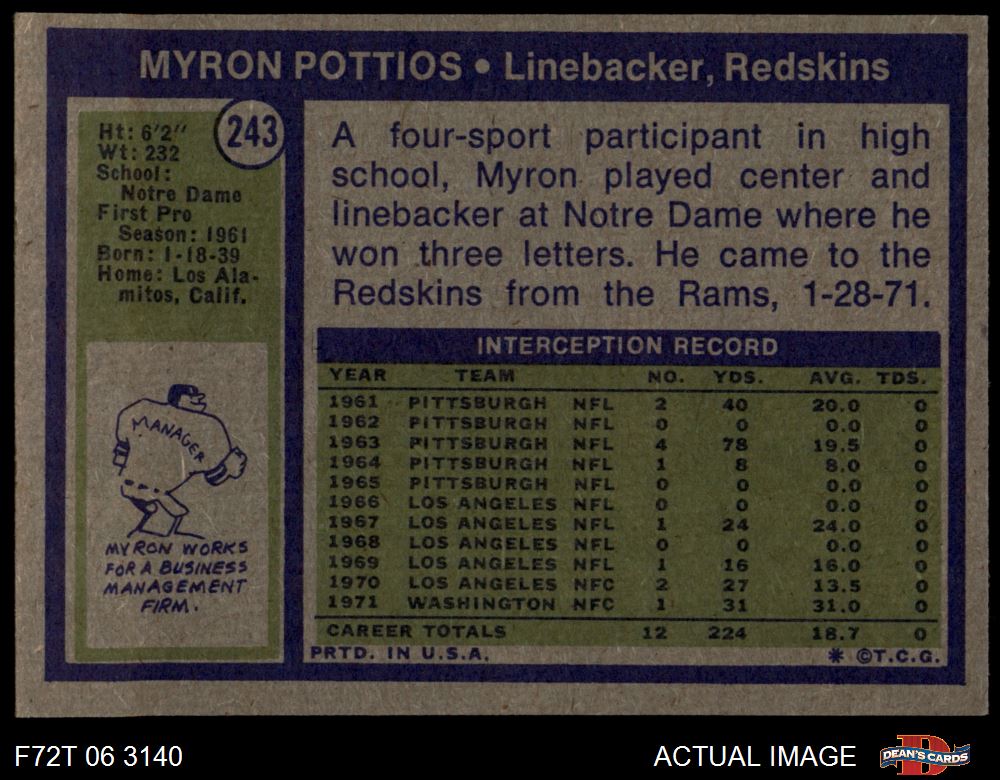 MYRON POTTIOS • Linebacker, Redskins
243
Ht: 6'2"
Wt: 232
School:
Notre Dame
First Pro
Season: 1961
Born: 1-18-39
Home: Los Ala-
mitos, Calif.
MANAGER
MYRON WORKS
FOR A BUSINESS
MANAGEMENT
FIRM.
A four-sport participant in high
school, Myron played center and
linebacker at Notre Dame where he
won three letters. He came to the
Redskins from the Rams, 1-28-71.
INTERCEPTION RECORD
YEAR TEAM NO. YDS. AVG. TDS.
1961 PITTSBURGH NFL 2 40 20.0 0
1962 PITTSBURGH NFL 0 0 0.0 0
1963 PITTSBURGH NFL 4 78 19.5 0
1964 PITTSBURGH NFL 1 8 8.0 0
1965 PITTSBURGH NFL 0 0 0.0 0
1966 LOS ANGELES NFL 0 0 0.0 0
1967 LOS ANGELES NFL 1 24 24.0 0
1968 LOS ANGELES NFL 0 0 0.0 0
1969 LOS ANGELES NFL 1 16 16.0 0
1970 LOS ANGELES NFC 2 27 13.5 0
1971 WASHINGTON NFC 1 31 31.0 0
CAREER TOTALS 12 224 18.7 0
PRTD. IN U.S.A. * ©T.C.G.
F72T 06 3140 ACTUAL IMAGE D DEAN'S CARDS